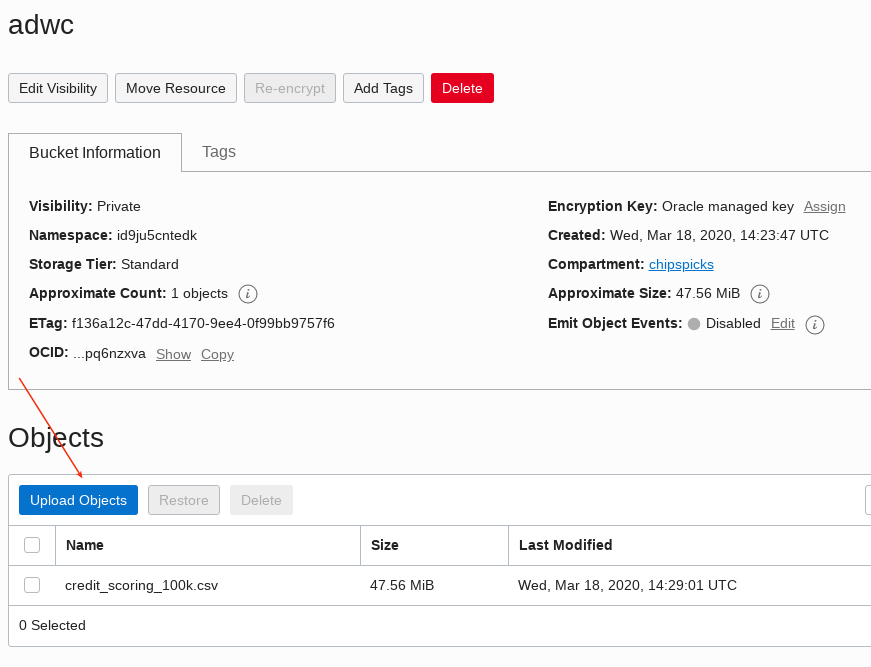 adwc
Edit Visibility Move Resource Re-encrypt Add Tags Delete
Bucket Information Tags
Visibility: Private
Namespace: id9ju5cntedk
Storage Tier: Standard
Approximate Count: 1 objects i
ETag: f136a12c-47dd-4170-9ee4-0f99bb9757f6
OCID: ...pq6nzxva Show Copy
Encryption Key: Oracle managed key Assign
Created: Wed, Mar 18, 2020, 14:23:47 UTC
Compartment: chipspicks
Approximate Size: 47.56 MiB i
Emit Object Events: Disabled Edit i
Objects
Upload Objects Restore Delete
Name Size Last Modified
credit_scoring_100k.csv 47.56 MiB Wed, Mar 18, 2020, 14:29:01 UTC
0 Selected